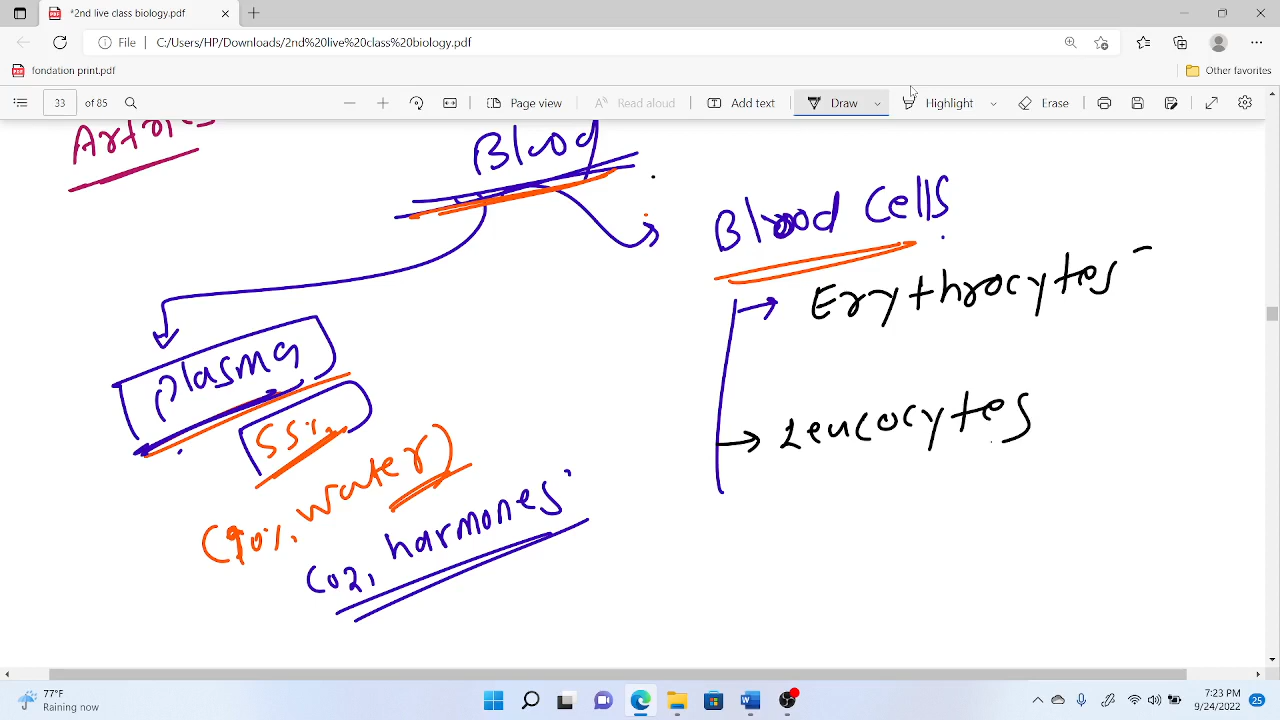 *2nd live class biology.pdf
File C:/Users/HP/Downloads/2nd%20live%20class%20biology.pdf
fondation print.pdf
Other favorites
33 of 85
Page view
Read aloud
Add text
Draw
Highlight
Erase
Artries
Blood
Blood Cells
Erythrocytes
plasma
55%
Leucocytes
(90% water)
Co2, harmones
77°F
Raining now
7:23 PM
9/24/2022
25